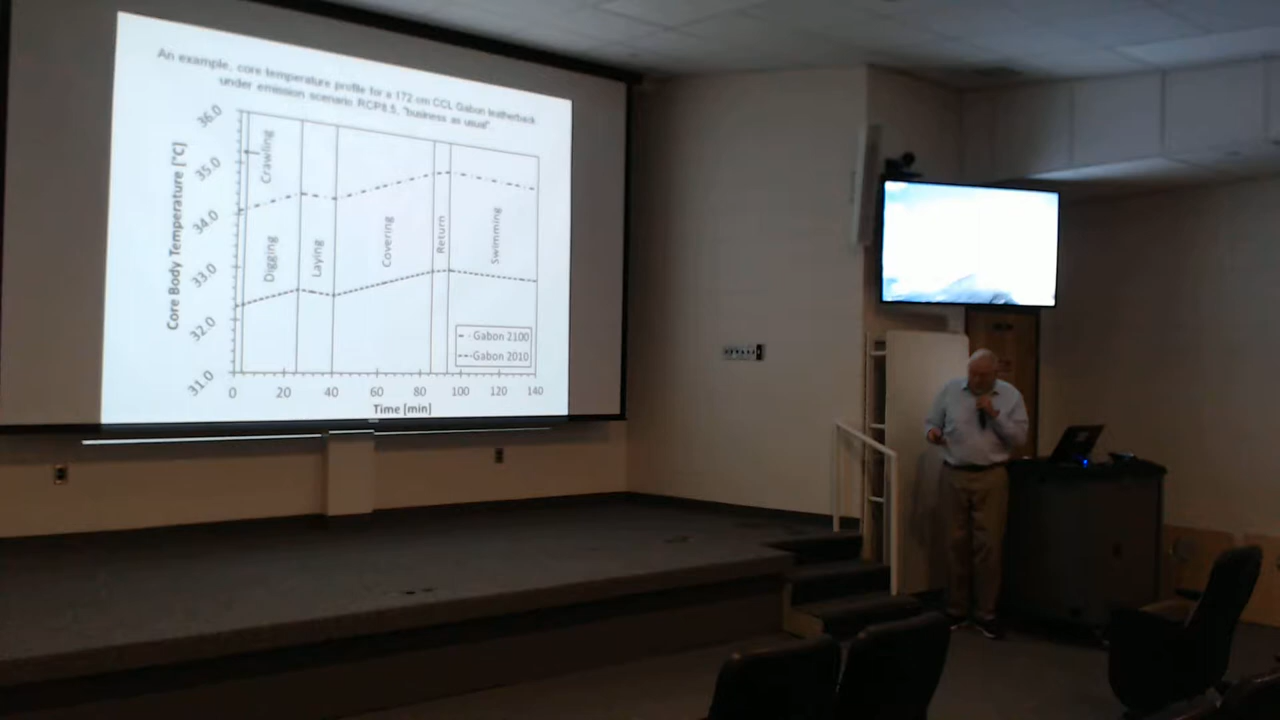 An example, core temperature profile for a 172 cm CCL Gabon leatherback
under emission scenario RCP8.5, "business as usual"
Core Body Temperature [°C]
36.0
35.0
34.0
33.0
32.0
31.0
Crawling
Digging
Laying
Covering
Return
Swimming
Gabon 2100
Gabon 2010
0 20 40 60 80 100 120 140
Time [min]